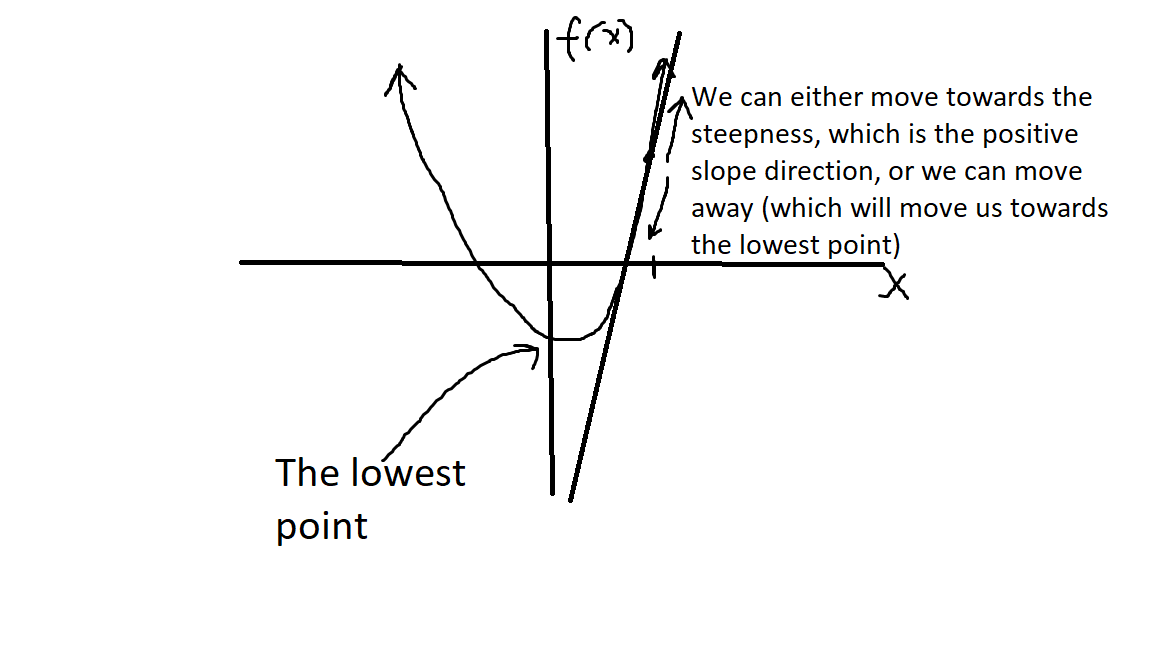 f(x)
We can either move towards the
steepness, which is the positive
slope direction, or we can move
away (which will move us towards
the lowest point)
x
The lowest
point